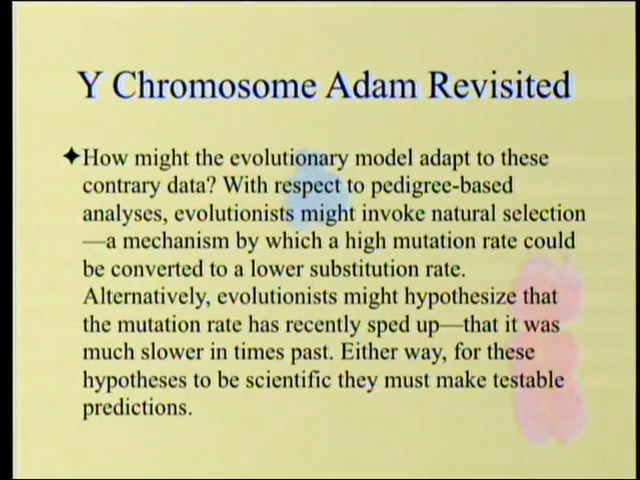 Y Chromosome Adam Revisited
How might the evolutionary model adapt to these
contrary data? With respect to pedigree-based
analyses, evolutionists might invoke natural selection
—a mechanism by which a high mutation rate could
be converted to a lower substitution rate.
Alternatively, evolutionists might hypothesize that
the mutation rate has recently sped up—that it was
much slower in times past. Either way, for these
hypotheses to be scientific they must make testable
predictions.